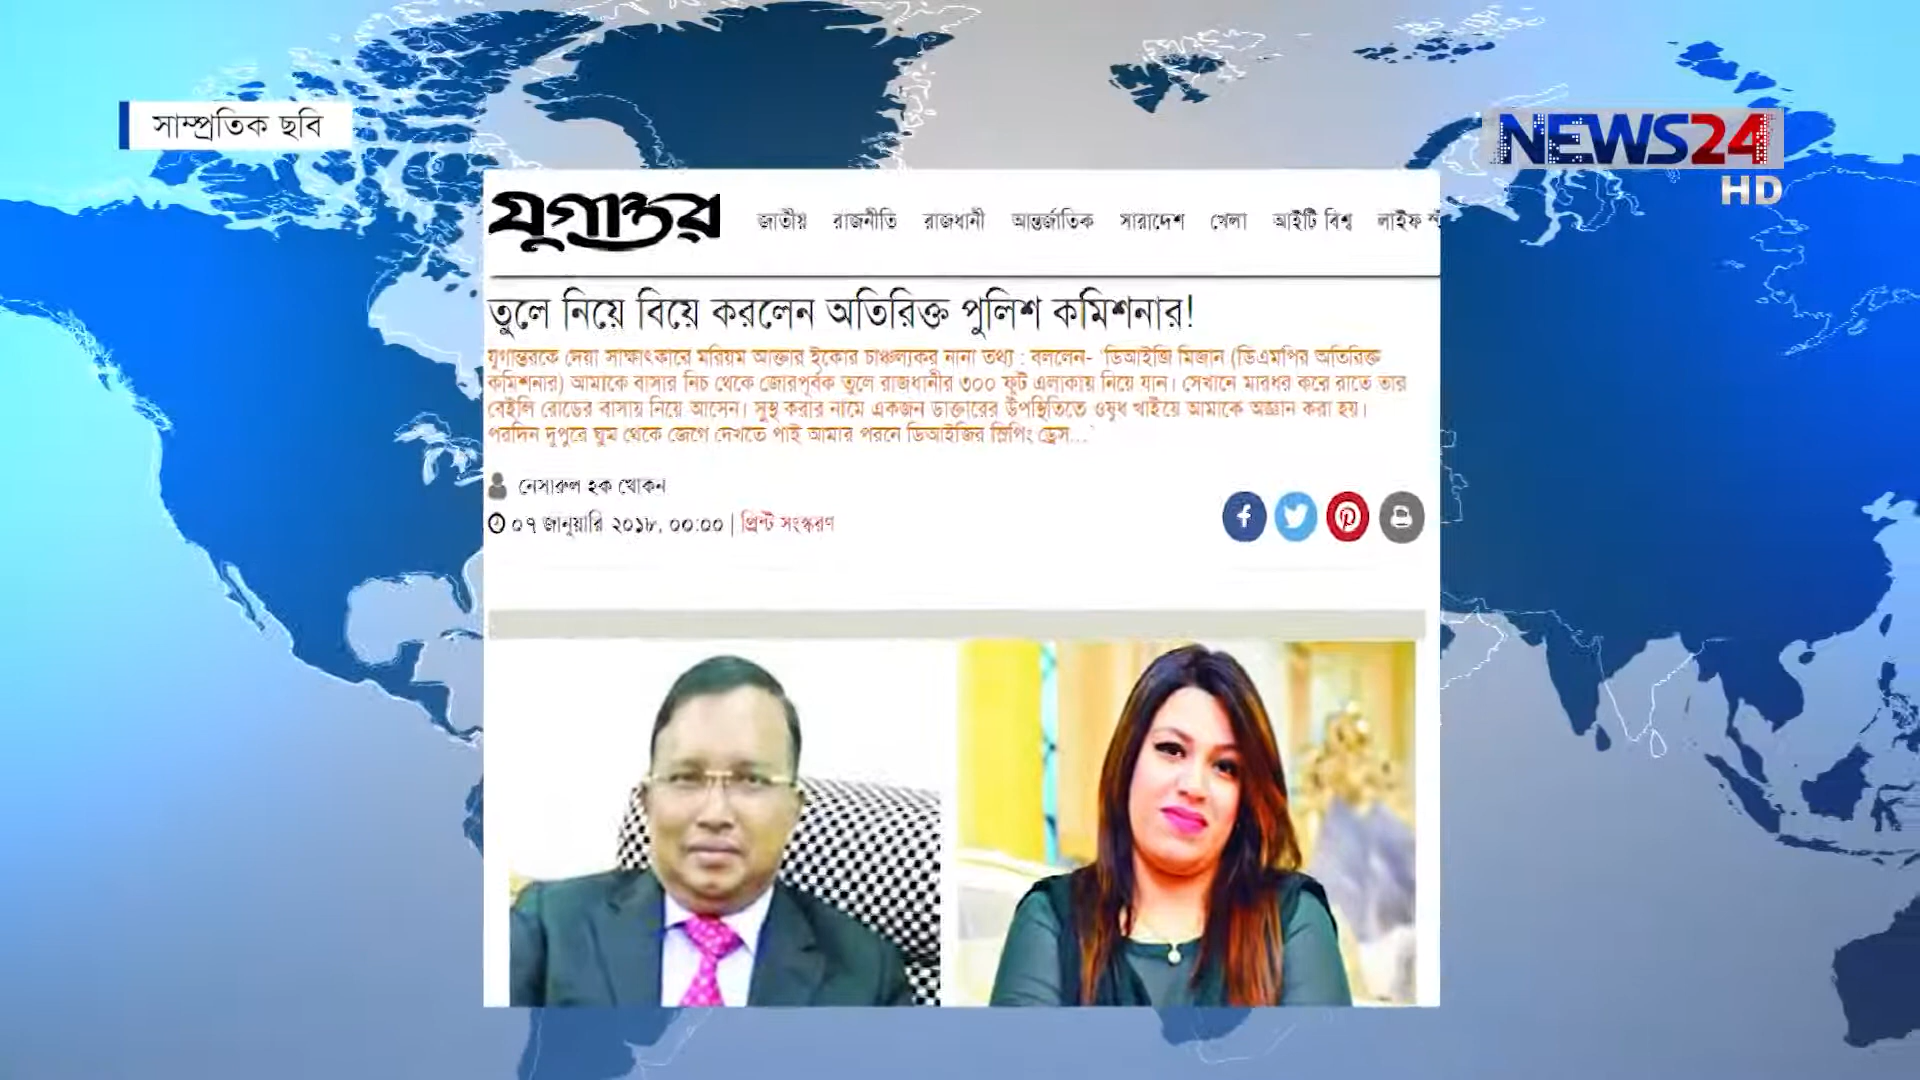 সাম্প্রতিক ছবি
NEWS24
HD
যুগান্তর
জাতীয় রাজনীতি রাজধানী আন্তর্জাতিক সারাদেশ খেলা আইটি বিশ্ব লাইফ
তুলে নিয়ে বিয়ে করলেন অতিরিক্ত পুলিশ কমিশনার!
যুগান্তরকে দেয়া সাক্ষাৎকারে মরিয়ম আক্তার ইকোর চাঞ্চল্যকর নানা তথ্য : বললেন- 'ডিআইজি মিজান (ডিএমপির অতিরিক্ত
কমিশনার) আমাকে বাসার নিচ থেকে জোরপূর্বক তুলে রাজধানীর ৩০০ ফুট এলাকায় নিয়ে যান। সেখানে মারধর করে রাতে তার
বেইলি রোডের বাসায় নিয়ে আসেন। সুস্থ করার নামে একজন ডাক্তারের উপস্থিতিতে ওষুধ খাইয়ে আমাকে অজ্ঞান করা হয়।
পরদিন দুপুরে ঘুম থেকে জেগে দেখতে পাই আমার পরনে ডিআইজির স্লিপিং ড্রেস...'
নেসারুল হক খোকন
০৭ জানুয়ারি ২০১৮, ০০:০০ | প্রিন্ট সংস্করণ